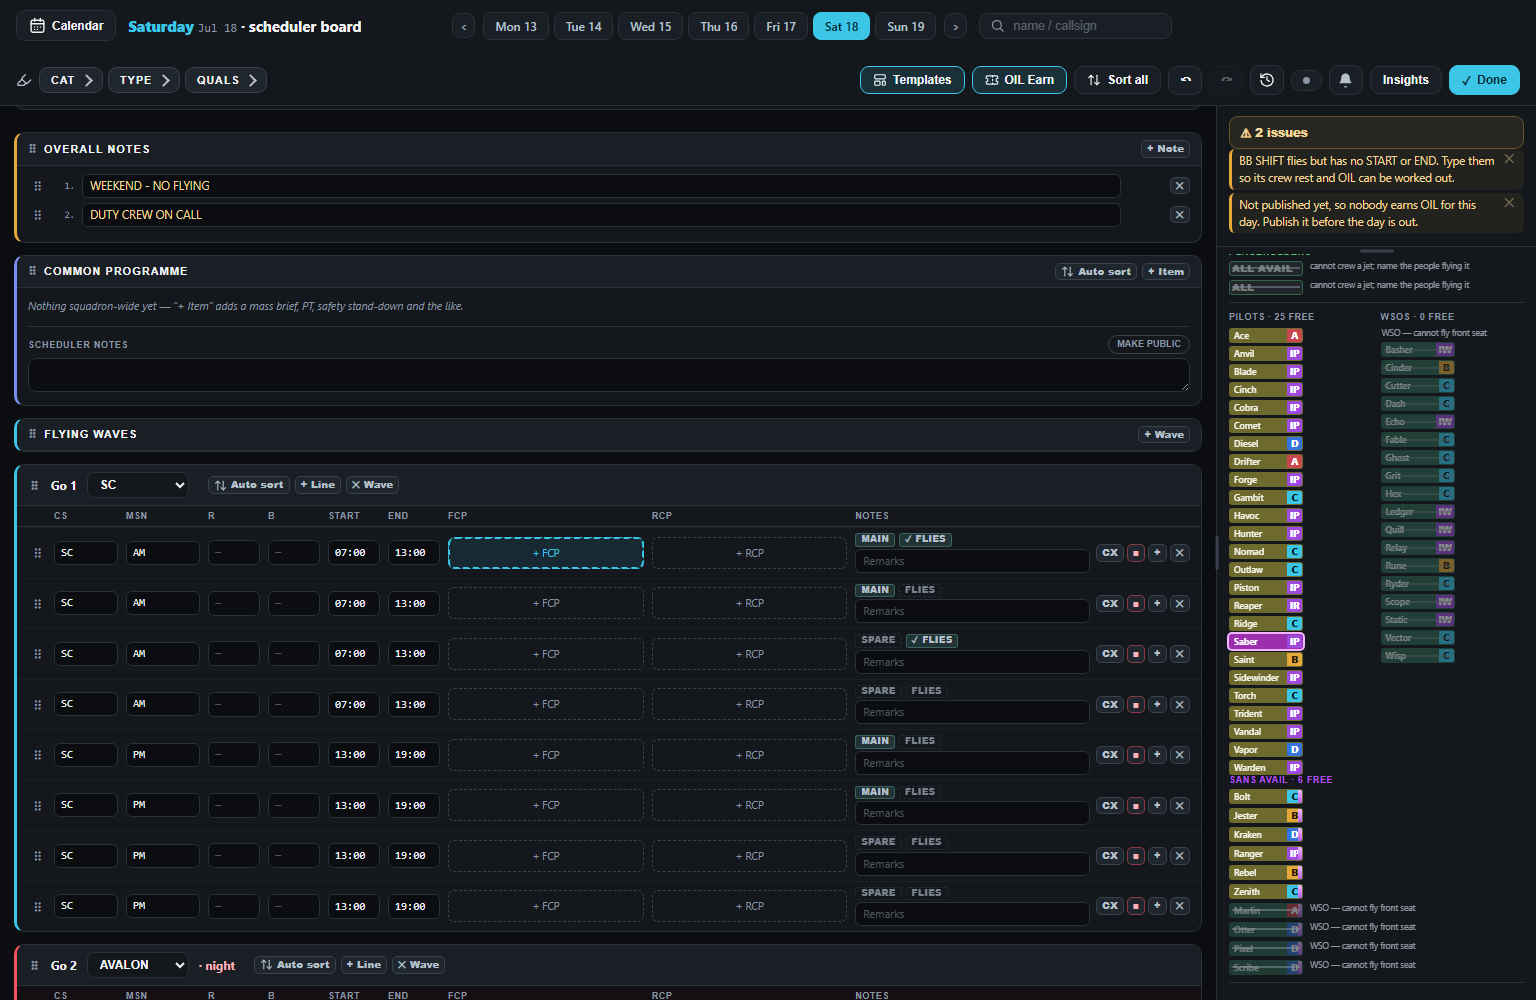 Calendar
Saturday Jul 18 · scheduler board
Mon 13
Tue 14
Wed 15
Thu 16
Fri 17
Sat 18
Sun 19
name / callsign
CAT
TYPE
QUALS
Templates
OIL Earn
Sort all
Insights
✓ Done
OVERALL NOTES
+ Note
1. WEEKEND - NO FLYING
2. DUTY CREW ON CALL
COMMON PROGRAMME
Auto sort
+ Item
Nothing squadron-wide yet — "+ Item" adds a mass brief, PT, safety stand-down and the like.
SCHEDULER NOTES
MAKE PUBLIC
FLYING WAVES
+ Wave
Go 1 SC Auto sort + Line × Wave
CS MSN R B START END FCP RCP NOTES
SC AM – – 07:00 13:00 + FCP + RCP MAIN ✓ FLIES Remarks CX + ×
SC AM – – 07:00 13:00 + FCP + RCP MAIN FLIES Remarks CX + ×
SC AM – – 07:00 13:00 + FCP + RCP SPARE ✓ FLIES Remarks CX + ×
SC AM – – 07:00 13:00 + FCP + RCP SPARE FLIES Remarks CX + ×
SC PM – – 13:00 19:00 + FCP + RCP MAIN FLIES Remarks CX + ×
SC PM – – 13:00 19:00 + FCP + RCP MAIN FLIES Remarks CX + ×
SC PM – – 13:00 19:00 + FCP + RCP SPARE FLIES Remarks CX + ×
SC PM – – 13:00 19:00 + FCP + RCP SPARE FLIES Remarks CX + ×
Go 2 AVALON · night Auto sort + Line × Wave
CS MSN R B START END FCP RCP NOTES
⚠ 2 issues
BB SHIFT flies but has no START or END. Type them
so its crew rest and OIL can be worked out.
Not published yet, so nobody earns OIL for this
day. Publish it before the day is out.
ALL AVAIL cannot crew a jet; name the people flying it
ALL cannot crew a jet; name the people flying it
PILOTS · 25 FREE
Ace A
Anvil IP
Blade IP
Cinch IP
Cobra IP
Comet IP
Diesel D
Drifter A
Forge IP
Gambit C
Havoc IP
Hunter IP
Nomad C
Outlaw C
Piston IP
Reaper IR
Ridge C
Saber IP
Saint B
Sidewinder IP
Torch C
Trident IP
Vandal IP
Vapor D
Warden IP
WSOS · 0 FREE
WSO — cannot fly front seat
Basher IW
Cinder B
Cutter C
Dash C
Echo IW
Fable C
Ghost C
Grit C
Hex C
Ledger IW
Quill IW
Relay IW
Rune B
Ryder C
Scope IW
Static IW
Vector C
Wisp C
SANS AVAIL · 6 FREE
Bolt C
Jester B
Kraken D
Ranger IP
Rebel B
Zenith C
Marlin A WSO — cannot fly front seat
Otter D WSO — cannot fly front seat
Pixel D WSO — cannot fly front seat
Scribe D WSO — cannot fly front seat